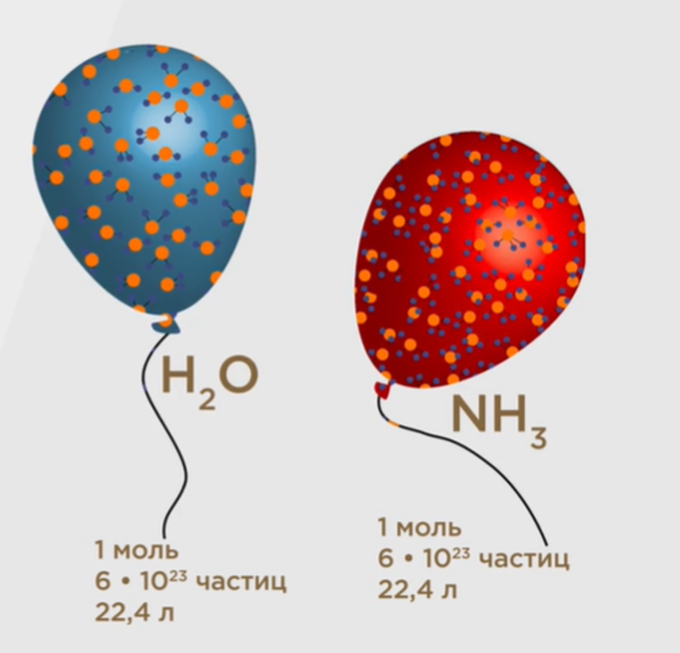 H₂O
1 моль
6 • 10²³ частиц
22,4 л
NH₃
1 моль
6 • 10²³ частиц
22,4 л